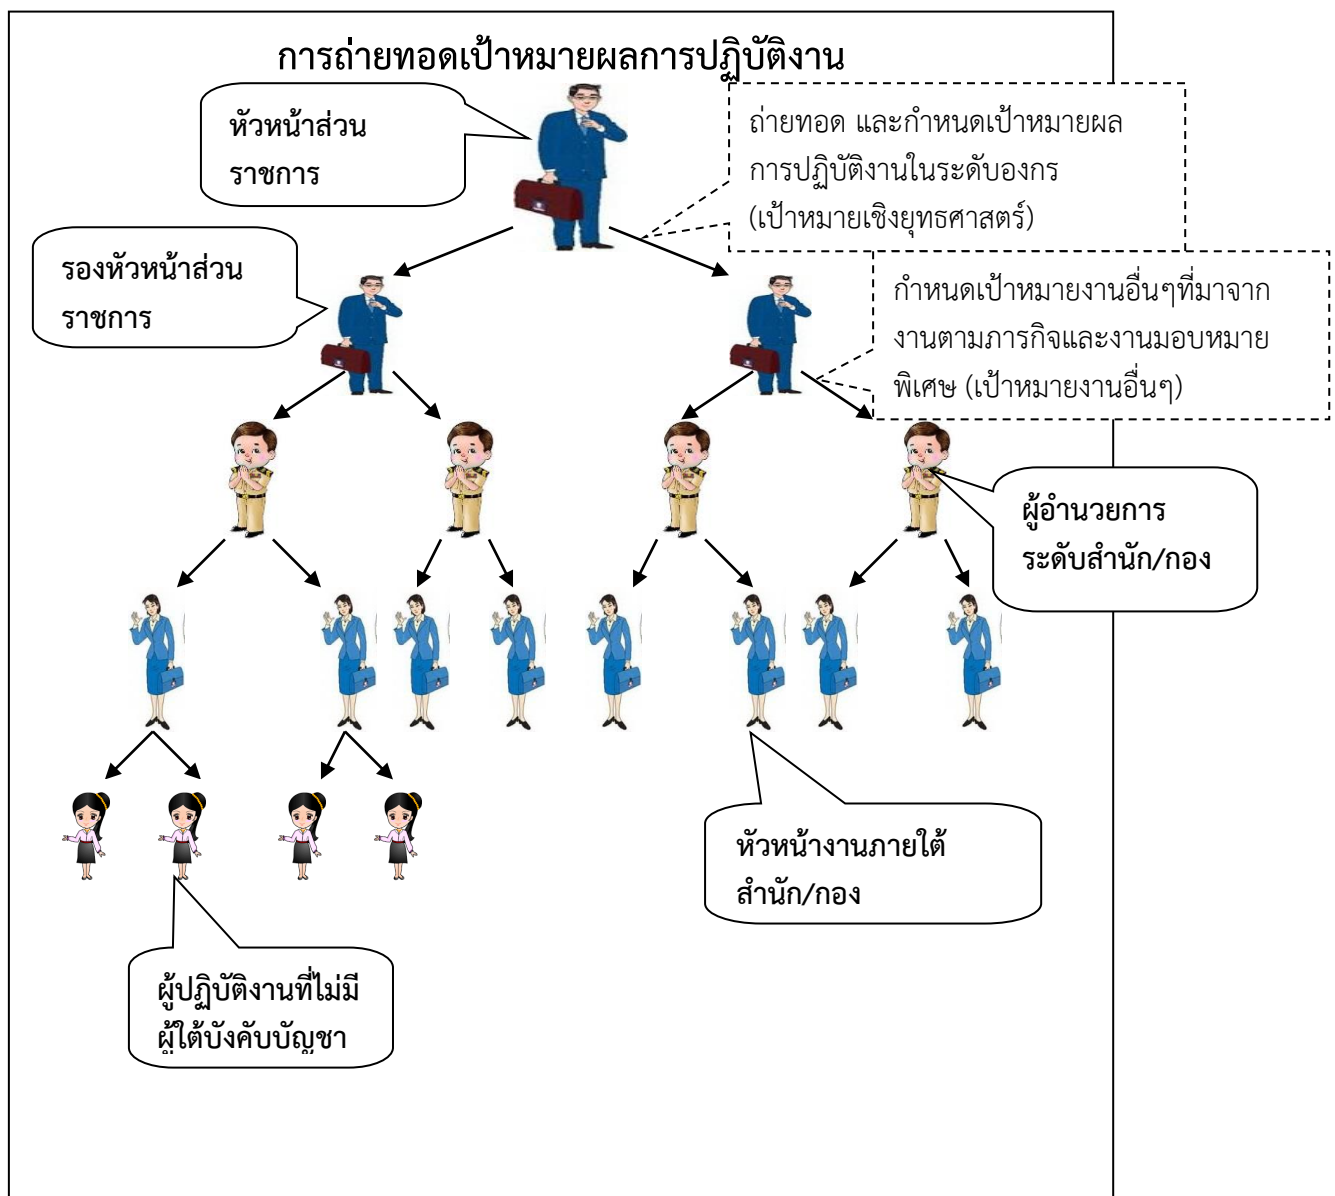 การถ่ายทอดเป้าหมายผลการปฏิบัติงาน
หัวหน้าส่วน
ราชการ
ถ่ายทอด และกำหนดเป้าหมายผล
การปฏิบัติงานในระดับองกร
(เป้าหมายเชิงยุทธศาสตร์)
รองหัวหน้าส่วน
ราชการ
กำหนดเป้าหมายงานอื่นๆที่มาจาก
งานตามภารกิจและงานมอบหมาย
พิเศษ (เป้าหมายงานอื่นๆ)
ผู้อำนวยการ
ระดับสำนัก/กอง
หัวหน้างานภายใต้
สำนัก/กอง
ผู้ปฏิบัติงานที่ไม่มี
ผู้ใต้บังคับบัญชา